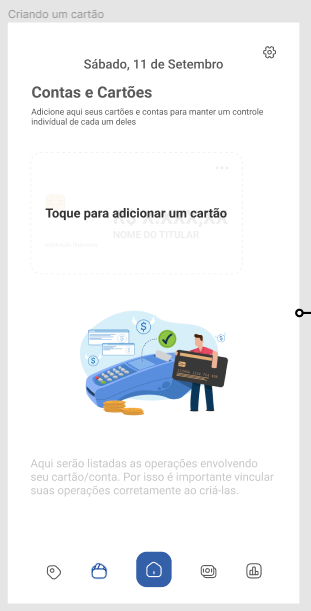 Criando um cartão
Sábado, 11 de Setembro
Contas e Cartões
Adicione aqui seus cartões e contas para manter um controle
indivídual de cada um deles
Toque para adicionar um cartão
NOME DO TITULAR
Aqui serão listadas as operações envolvendo
seu cartão/conta. Por isso é importante vincular
suas operações corretamente ao criá-las.